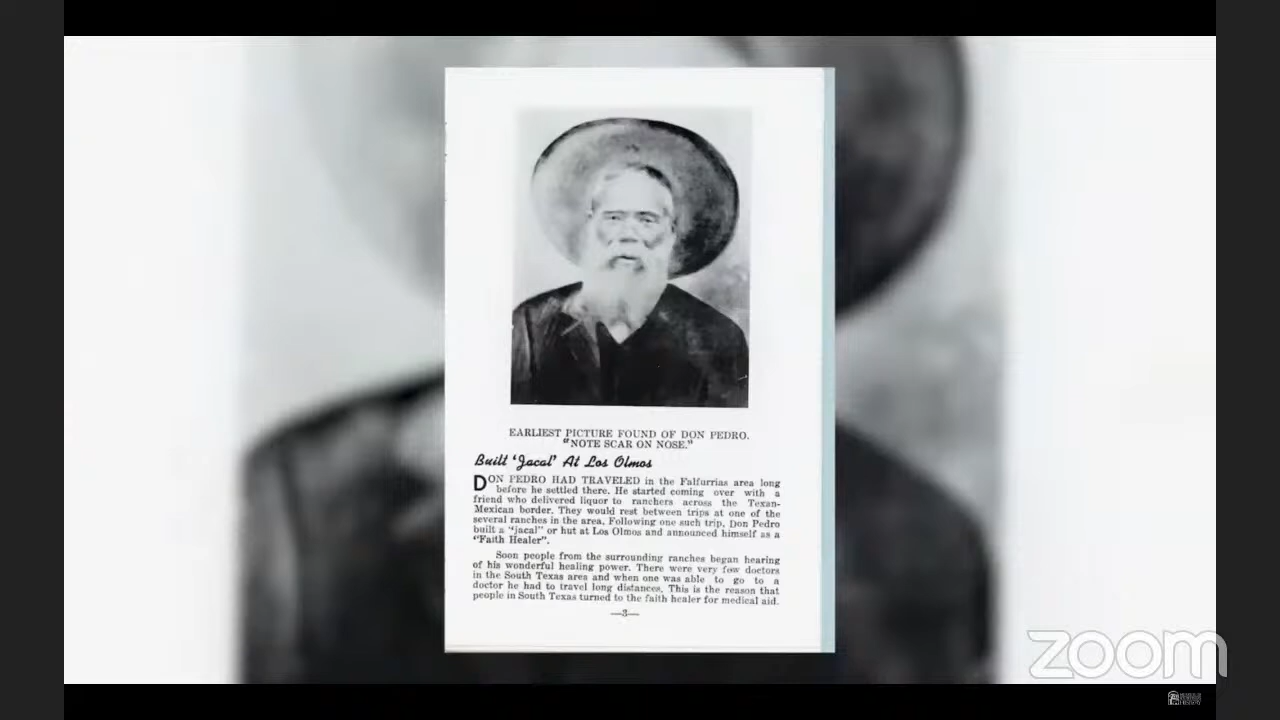 EARLIEST PICTURE FOUND OF DON PEDRO.
"NOTE SCAR ON NOSE."
Built 'Jacal' At Los Olmos
DON PEDRO HAD TRAVELED in the Falfurrias area long
before he settled there. He started coming over with a
friend who delivered liquor to ranchers across the Texan-
Mexican border. They would rest between trips at one of the
several ranches in the area. Following one such trip, Don Pedro
built a "jacal" or hut at Los Olmos and announced himself as a
"Faith Healer".
Soon people from the surrounding ranches began hearing
of his wonderful healing power. There were very few doctors
in the South Texas area and when one was able to go to a
doctor he had to travel long distances. This is the reason that
people in South Texas turned to the faith healer for medical aid.
—3—
zoom